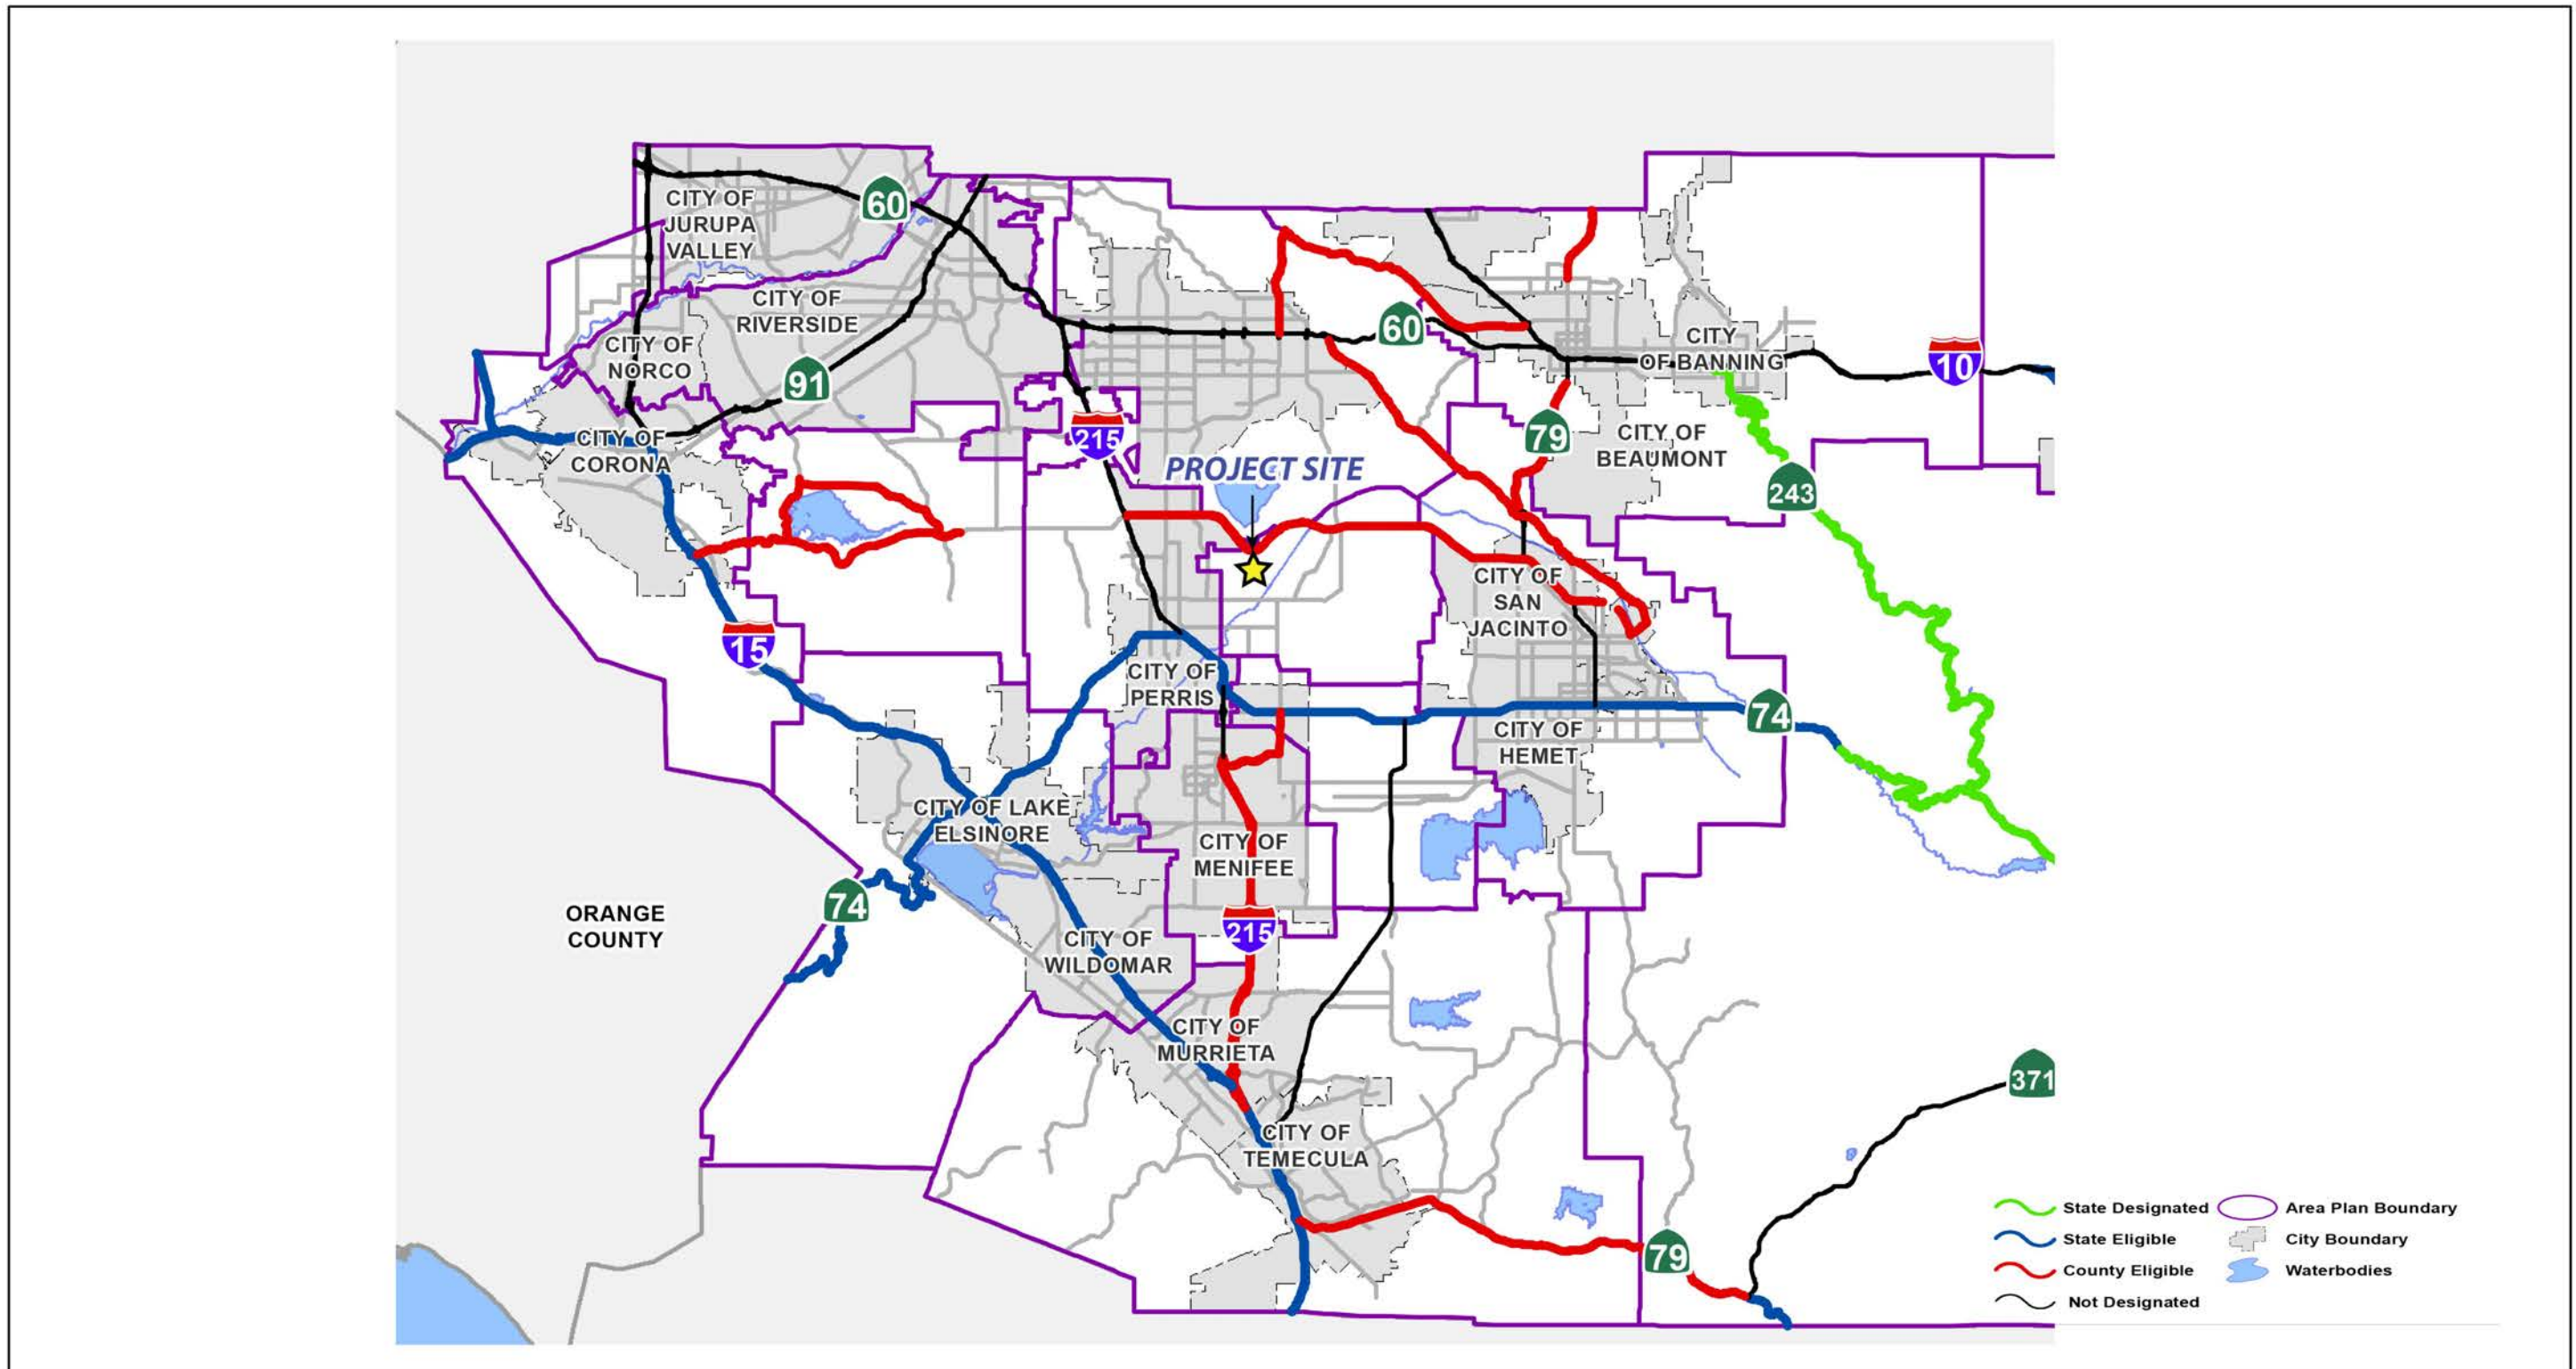 CITY OF
JURUPA
VALLEY
60
CITY OF
RIVERSIDE
CITY OF
NORCO
91
60
CITY
OF BANNING
10
CITY OF
CORONA
215
79
CITY OF
BEAUMONT
PROJECT SITE
243
CITY OF
SAN
JACINTO
15
CITY OF
PERRIS
74
CITY OF
HEMET
CITY OF LAKE
ELSINORE
CITY OF
MENIFEE
74
ORANGE
COUNTY
215
CITY OF
WILDOMAR
CITY OF
MURRIETA
371
CITY OF
TEMECULA
79
State Designated
State Eligible
County Eligible
Not Designated
Area Plan Boundary
City Boundary
Waterbodies